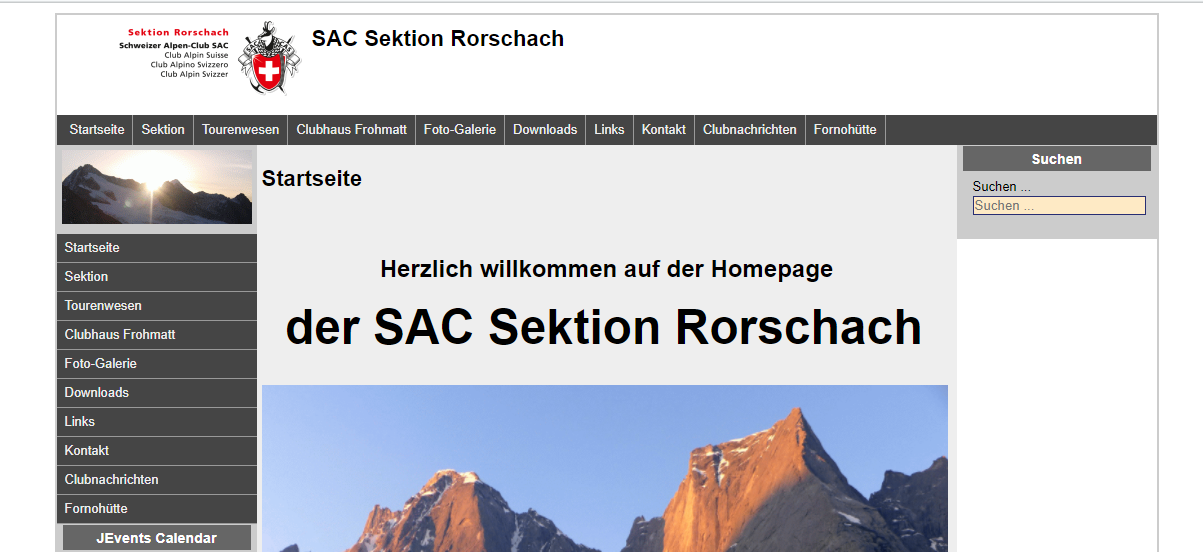 Sektion Rorschach
Schweizer Alpen-Club SAC
Club Alpin Suisse
Club Alpino Svizzero
Club Alpin Svizzer
SAC Sektion Rorschach
Startseite Sektion Tourenwesen Clubhaus Frohmatt Foto-Galerie Downloads Links Kontakt Clubnachrichten Fornohütte
Startseite
Sektion
Tourenwesen
Clubhaus Frohmatt
Foto-Galerie
Downloads
Links
Kontakt
Clubnachrichten
Fornohütte
JEvents Calendar
Startseite
Herzlich willkommen auf der Homepage
der SAC Sektion Rorschach
Suchen
Suchen ...
Suchen ...